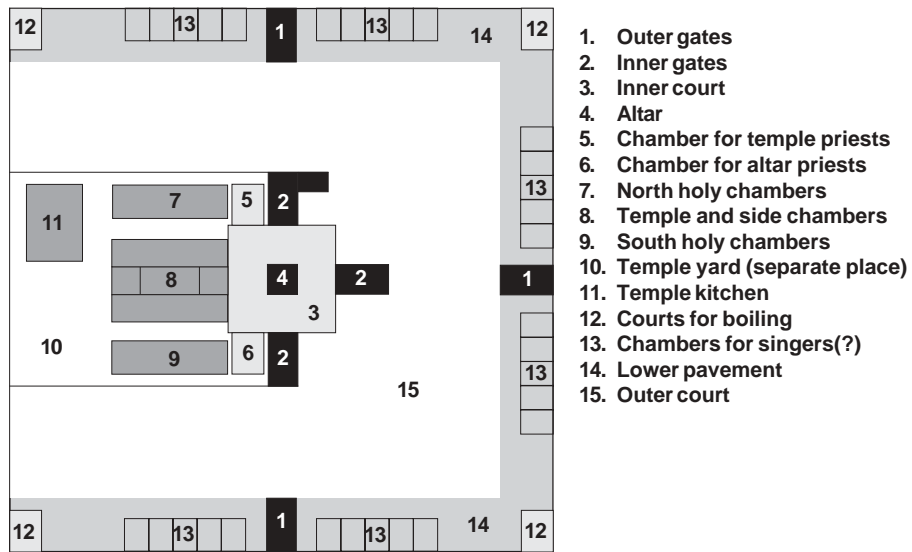 12 13 1 13 14 12
13
7 5 2
11
8 4 2 1
3
10 9 6 2
13
15
12 13 1 13 14 12
1. Outer gates
2. Inner gates
3. Inner court
4. Altar
5. Chamber for temple priests
6. Chamber for altar priests
7. North holy chambers
8. Temple and side chambers
9. South holy chambers
10. Temple yard (separate place)
11. Temple kitchen
12. Courts for boiling
13. Chambers for singers(?)
14. Lower pavement
15. Outer court